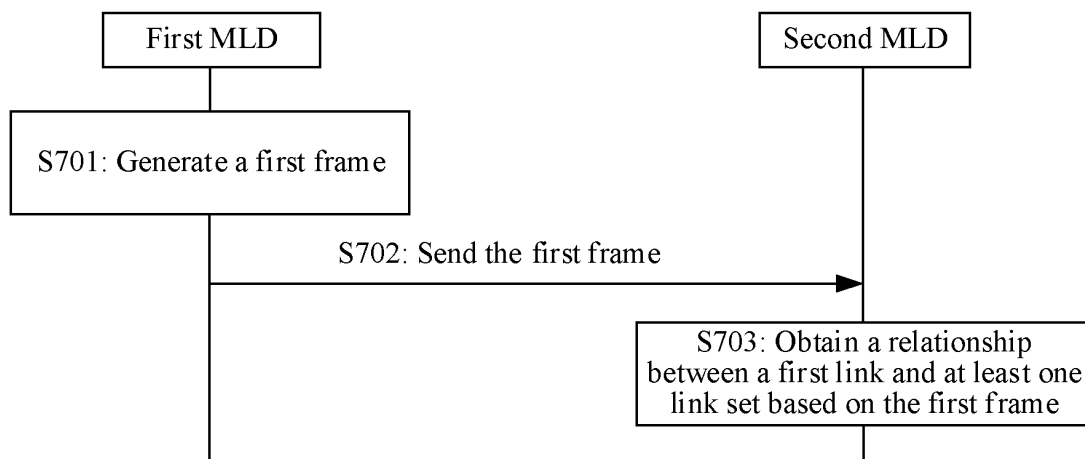 First MLD
Second MLD
S701: Generate a first frame
S702: Send the first frame
S703: Obtain a relationship
between a first link and at least one
link set based on the first frame